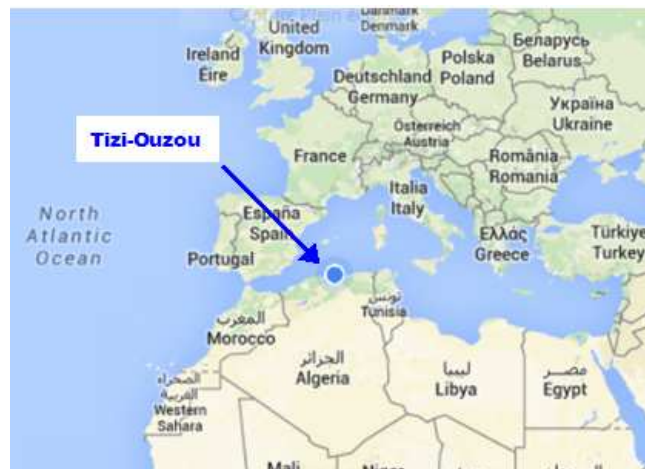 Danmark
Denmark
United
Kingdom
Ireland
Éire
Беларусь
Belarus
Polska
Poland
Deutschland
Germany
Україна
Ukraine
Österreich
Austria
Tizi-Ouzou
France
România
Romania
Italia
Italy
North
Atlantic
Ocean
España
Spain
Portugal
Ελλάς
Greece
Türkiye
Turkey
تونس
Tunisia
المغرب
Morocco
الجزائر
Algeria
ليبيا
Libya
مصر
Egypt
الصحراء
الغربية
Western
Sahara
Mali
Niger